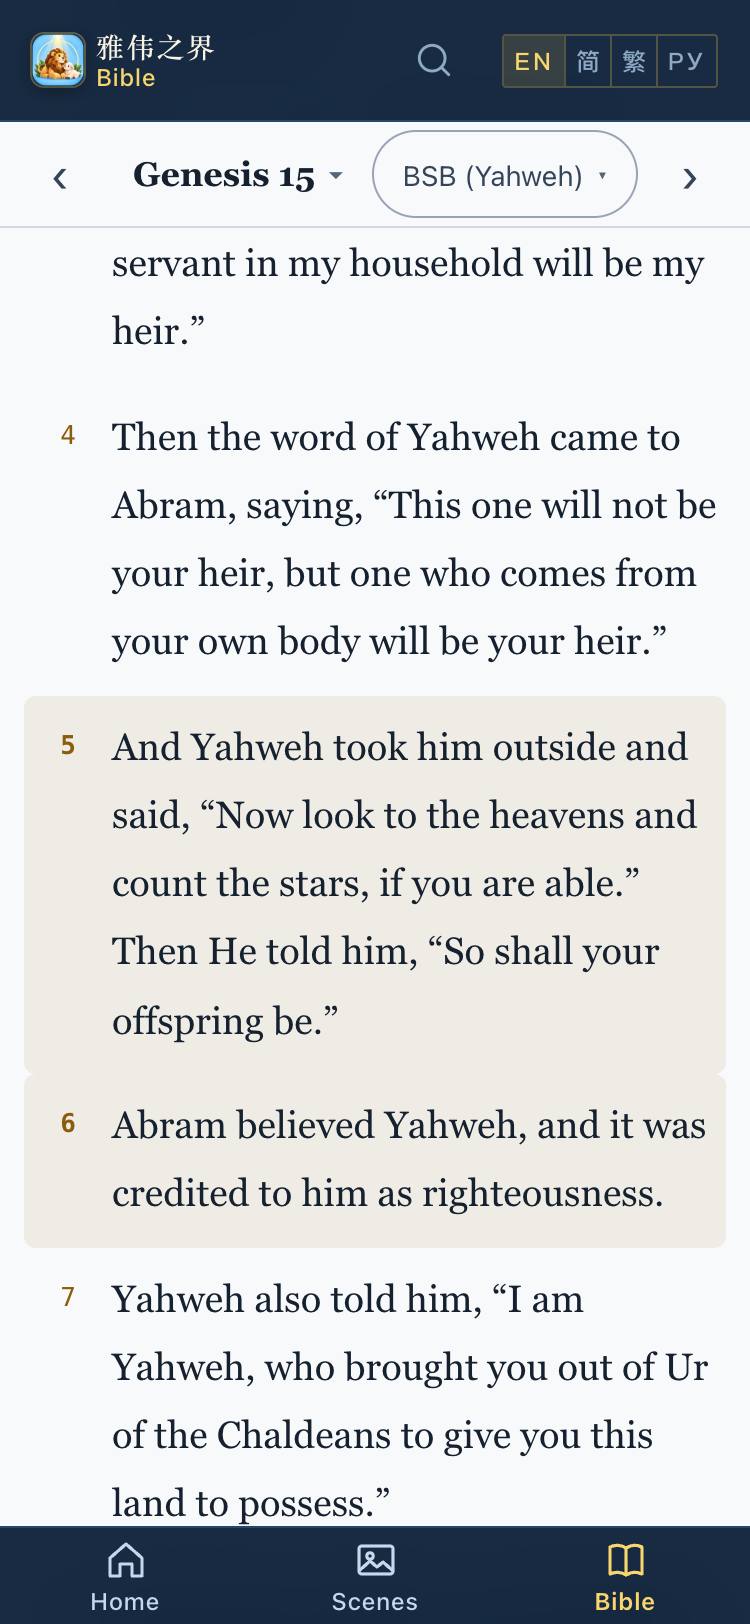 雅伟之界
Bible
EN 简 繁 РУ
‹ Genesis 15 BSB (Yahweh) ›
servant in my household will be my
heir.”
4 Then the word of Yahweh came to
Abram, saying, “This one will not be
your heir, but one who comes from
your own body will be your heir.”
5 And Yahweh took him outside and
said, “Now look to the heavens and
count the stars, if you are able.”
Then He told him, “So shall your
offspring be.”
6 Abram believed Yahweh, and it was
credited to him as righteousness.
7 Yahweh also told him, “I am
Yahweh, who brought you out of Ur
of the Chaldeans to give you this
land to possess.”
Home Scenes Bible